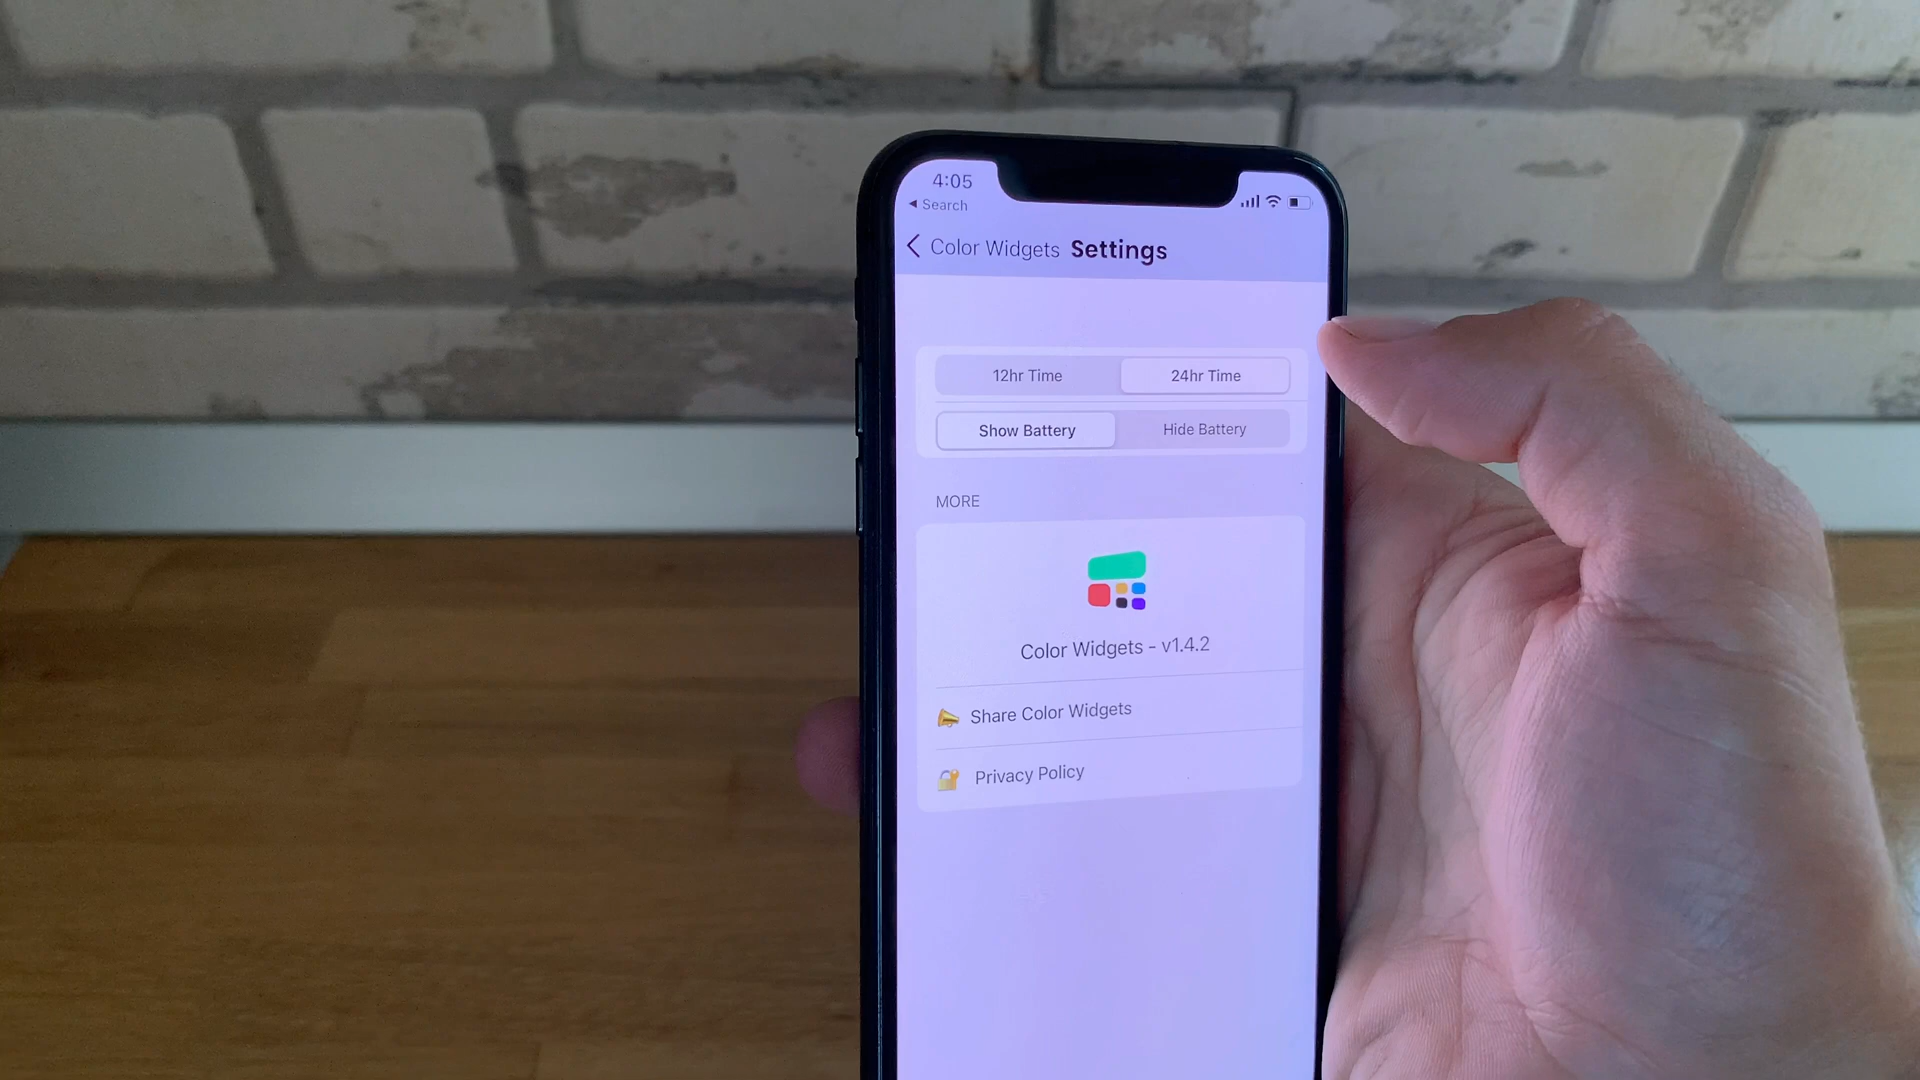 4:05
◀ Search
Color Widgets Settings
12hr Time 24hr Time
Show Battery Hide Battery
MORE
Color Widgets - v1.4.2
Share Color Widgets
Privacy Policy